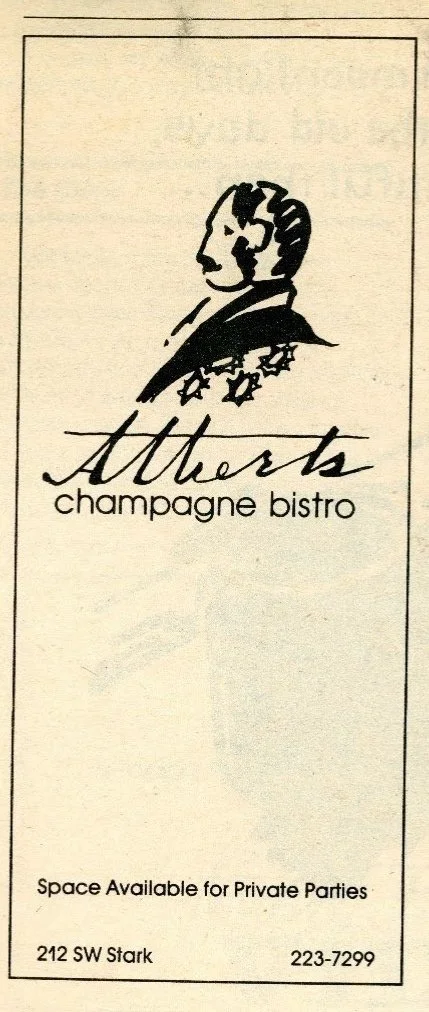 Alberts
champagne bistro
Space Available for Private Parties
212 SW Stark
223-7299